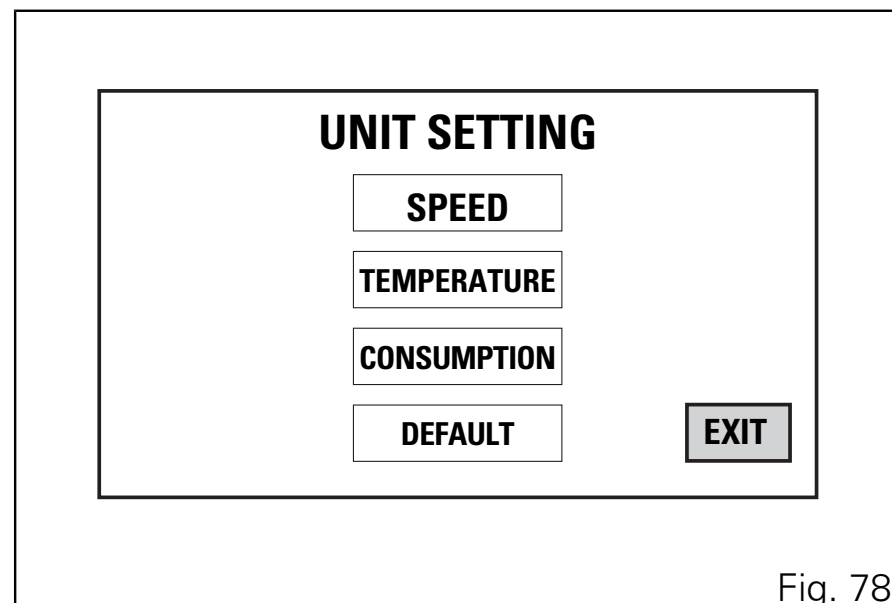 UNIT SETTING
SPEED
TEMPERATURE
CONSUMPTION
DEFAULT
EXIT
Fig. 78